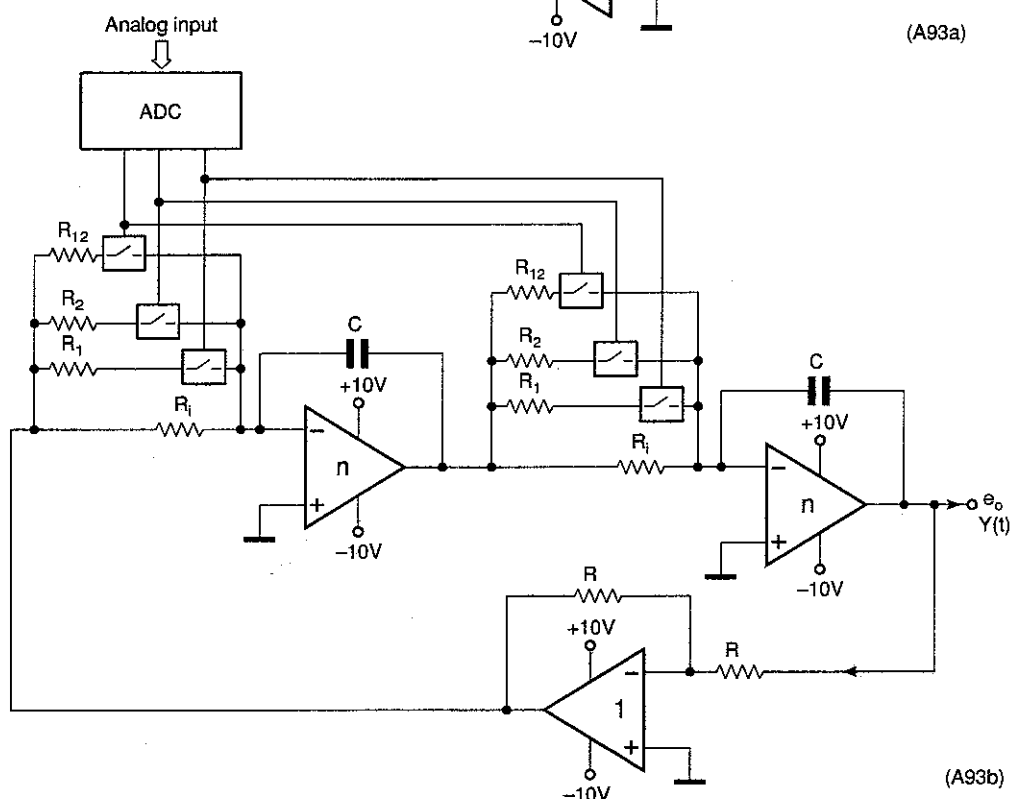 –10V
(A93a)
Analog input
ADC
R12
R2
R1
Ri
C
+10V
n
–
+
–10V
R12
R2
R1
Ri
C
+10V
n
–
+
–10V
eo
Y(t)
R
+10V
R
1
–
+
–10V
(A93b)